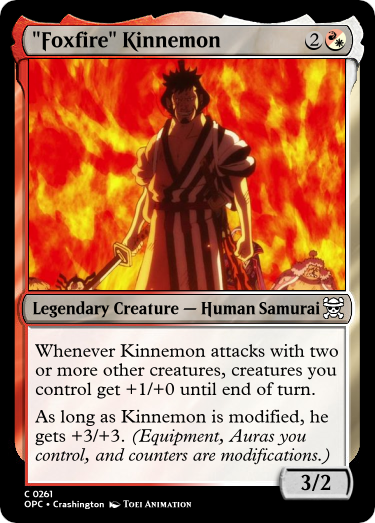 "Foxfire" Kinnemon 2
Legendary Creature — Human Samurai
Whenever Kinnemon attacks with two
or more other creatures, creatures you
control get +1/+0 until end of turn.
As long as Kinnemon is modified, he
gets +3/+3. (Equipment, Auras you
control, and counters are modifications.)
3/2
C 0261
OPC • Crashington Toei Animation